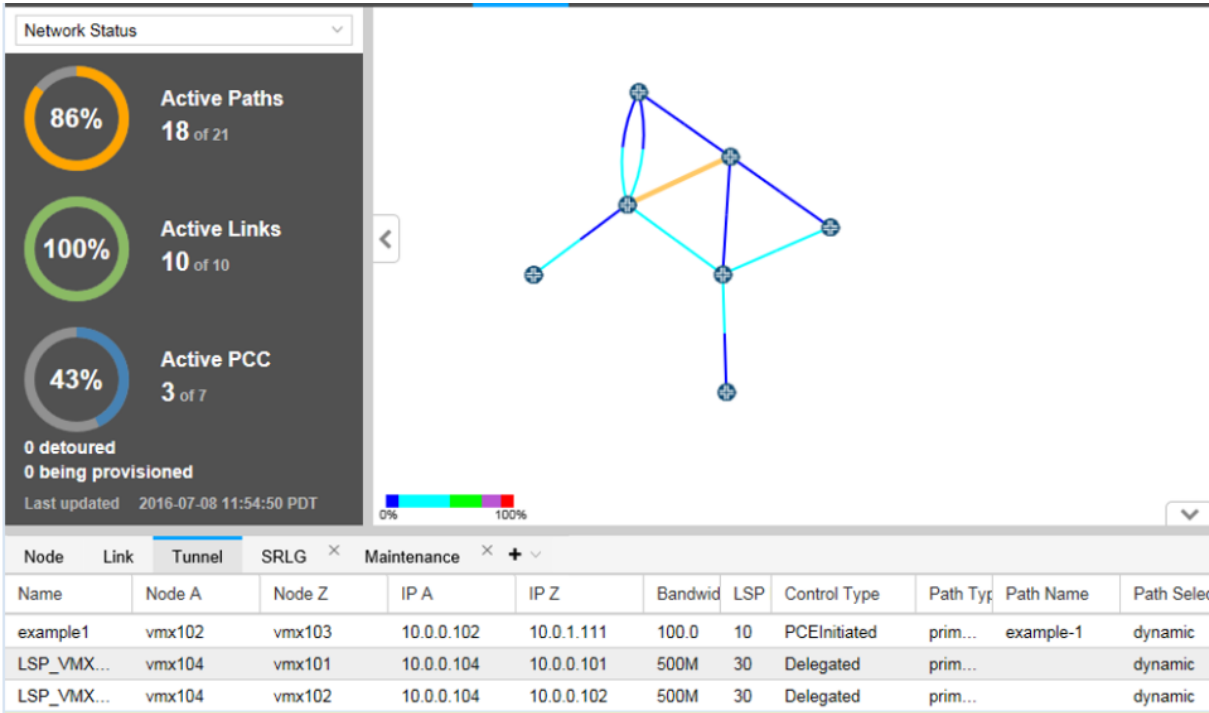 Network Status
86%
Active Paths
18 of 21
100%
Active Links
10 of 10
43%
Active PCC
3 of 7
0 detoured
0 being provisioned
Last updated 2016-07-08 11:54:50 PDT
0% 100%
Node Link Tunnel SRLG Maintenance
Name Node A Node Z IP A IP Z Bandwid LSP Control Type Path Typ Path Name Path Selec
example1 vmx102 vmx103 10.0.0.102 10.0.1.111 100.0 10 PCEInitiated prim... example-1 dynamic
LSP_VMX... vmx104 vmx101 10.0.0.104 10.0.0.101 500M 30 Delegated prim... dynamic
LSP_VMX... vmx104 vmx102 10.0.0.104 10.0.0.102 500M 30 Delegated prim... dynamic